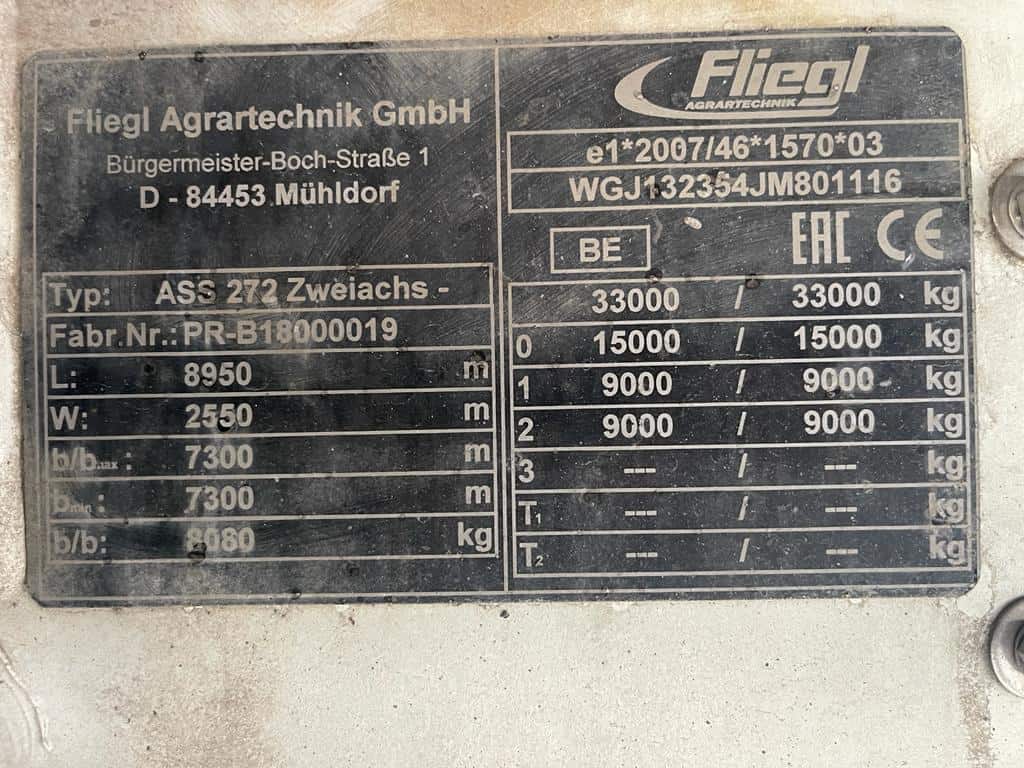 Fliegl Agrartechnik GmbH
Bürgermeister-Boch-Straße 1
D - 84453 Mühldorf
Typ: ASS 272 Zweiachs -
Fabr.Nr.: PR-B18000019
L: 8950 m
W: 2550 m
b/bmax : 7300 m
bmin : 7300 m
b/b: 8080 kg
Fliegl
AGRARTECHNIK
e1*2007/46*1570*03
WGJ132354JM801116
BE EAC CE
33000 / 33000 kg
0 15000 / 15000 kg
1 9000 / 9000 kg
2 9000 / 9000 kg
3 --- / --- kg
T1 --- / --- kg
T2 --- / --- kg